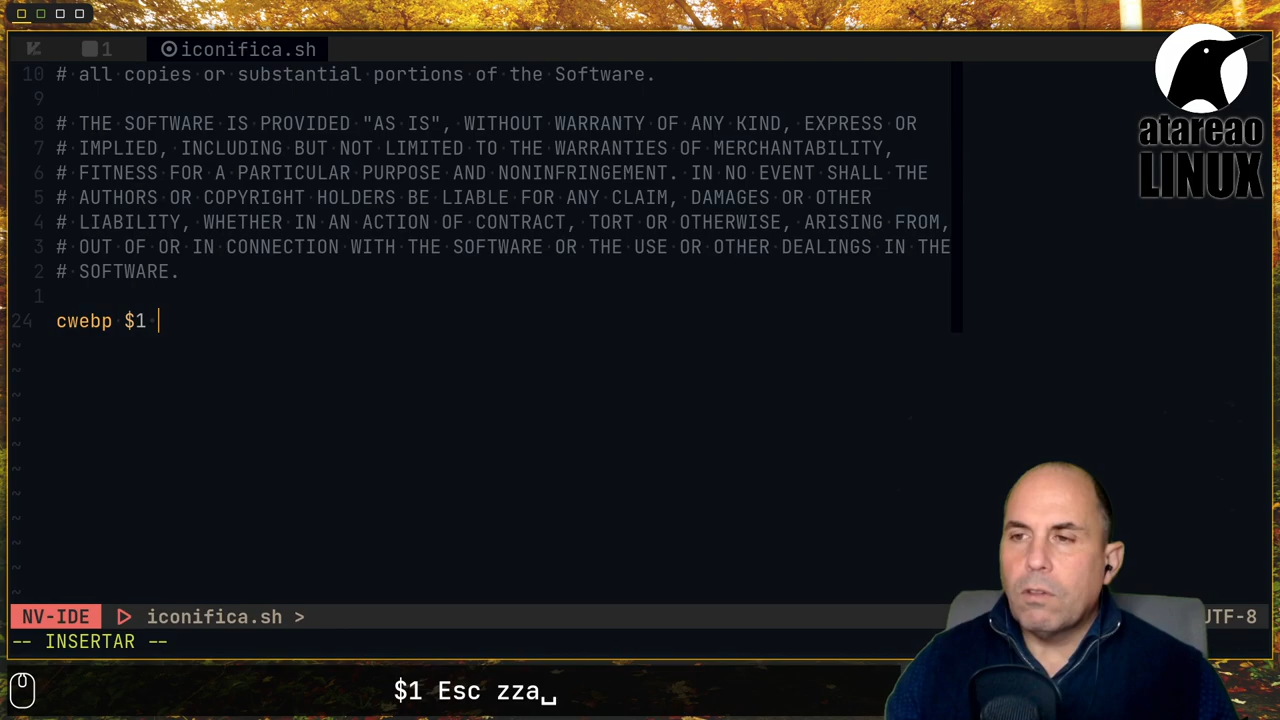 1 iconifica.sh
10 # all copies or substantial portions of the Software.
9
8 # THE SOFTWARE IS PROVIDED "AS IS", WITHOUT WARRANTY OF ANY KIND, EXPRESS OR
7 # IMPLIED, INCLUDING BUT NOT LIMITED TO THE WARRANTIES OF MERCHANTABILITY,
6 # FITNESS FOR A PARTICULAR PURPOSE AND NONINFRINGEMENT. IN NO EVENT SHALL THE
5 # AUTHORS OR COPYRIGHT HOLDERS BE LIABLE FOR ANY CLAIM, DAMAGES OR OTHER
4 # LIABILITY, WHETHER IN AN ACTION OF CONTRACT, TORT OR OTHERWISE, ARISING FROM,
3 # OUT OF OR IN CONNECTION WITH THE SOFTWARE OR THE USE OR OTHER DEALINGS IN THE
2 # SOFTWARE.
1
24 cwebp $1
~
~
~
~
~
~
~
~
~
~
~
NV-IDE iconifica.sh > UTF-8
-- INSERTAR --
$1 Esc zza␣
atareao
LINUX